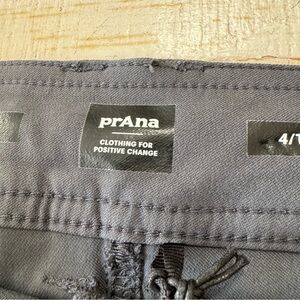 prAna
CLOTHING FOR
POSITIVE CHANGE
4/